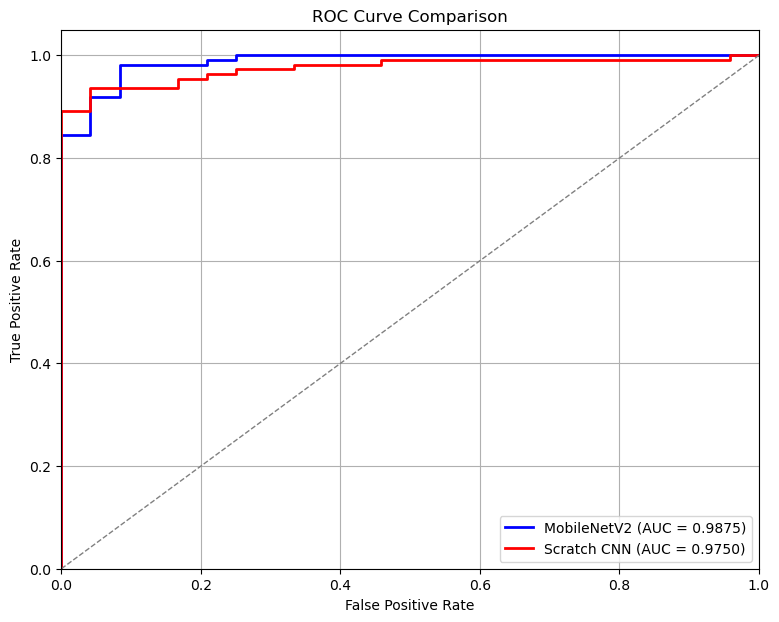 ROC Curve Comparison
True Positive Rate
1.0
0.8
0.6
0.4
0.2
0.0
MobileNetV2 (AUC = 0.9875)
Scratch CNN (AUC = 0.9750)
0.0 0.2 0.4 0.6 0.8 1.0
False Positive Rate